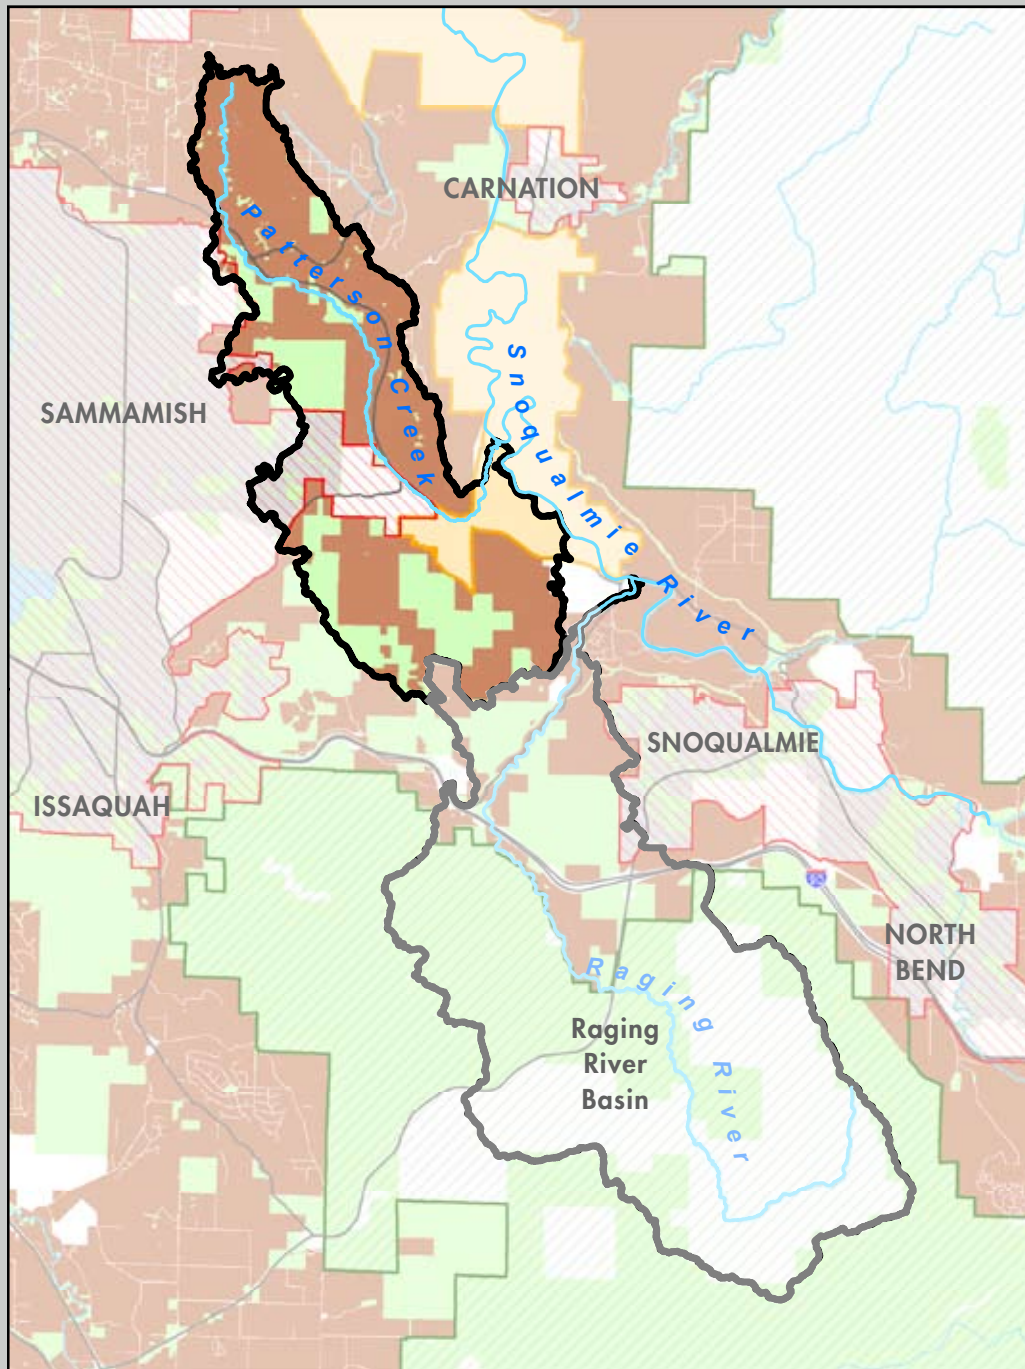 CARNATION
Patterson Creek
Snoqualmie River
SAMMAMISH
SNOQUALMIE
ISSAQUAH
NORTH
BEND
Raging River
Raging
River
Basin